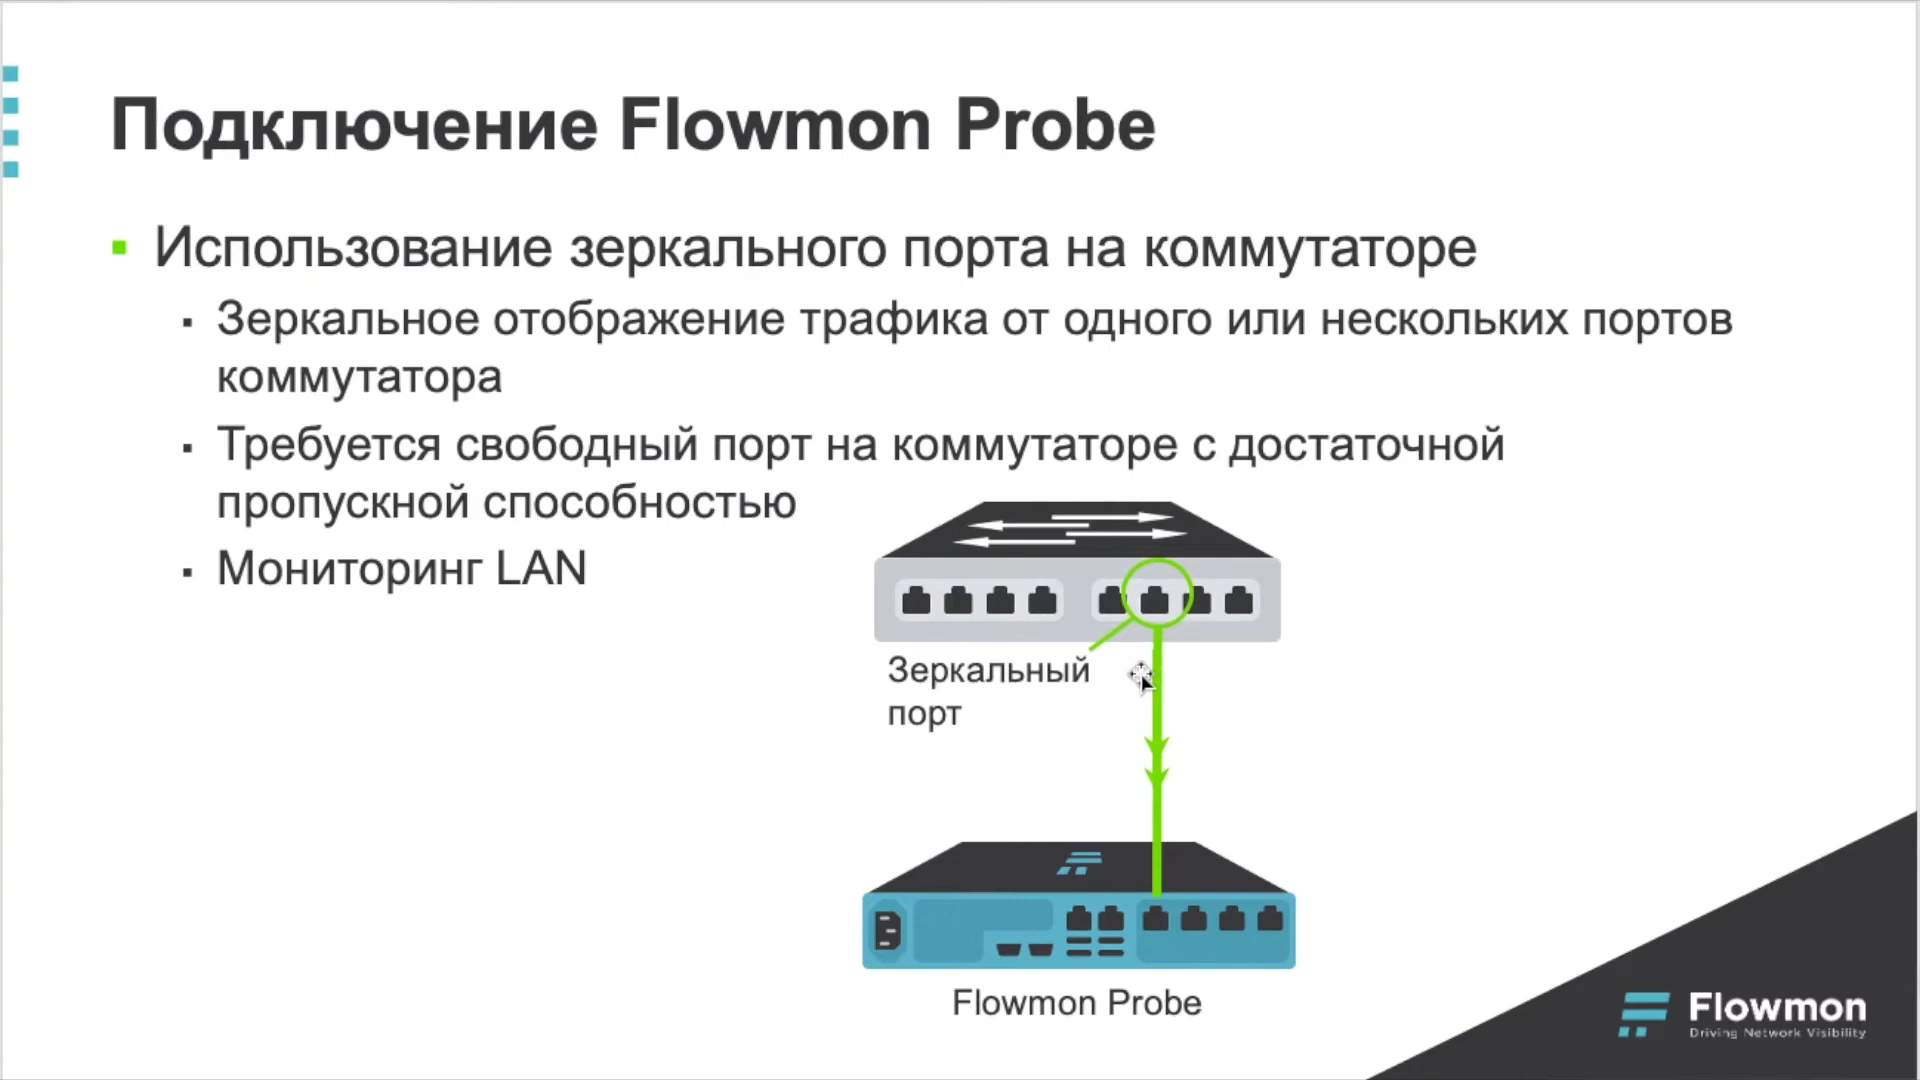 Подключение Flowmon Probe
Использование зеркального порта на коммутаторе
Зеркальное отображение трафика от одного или нескольких портов
коммутатора
Требуется свободный порт на коммутаторе с достаточной
пропускной способностью
Мониторинг LAN
Зеркальный
порт
Flowmon Probe
Flowmon
Driving Network Visibility